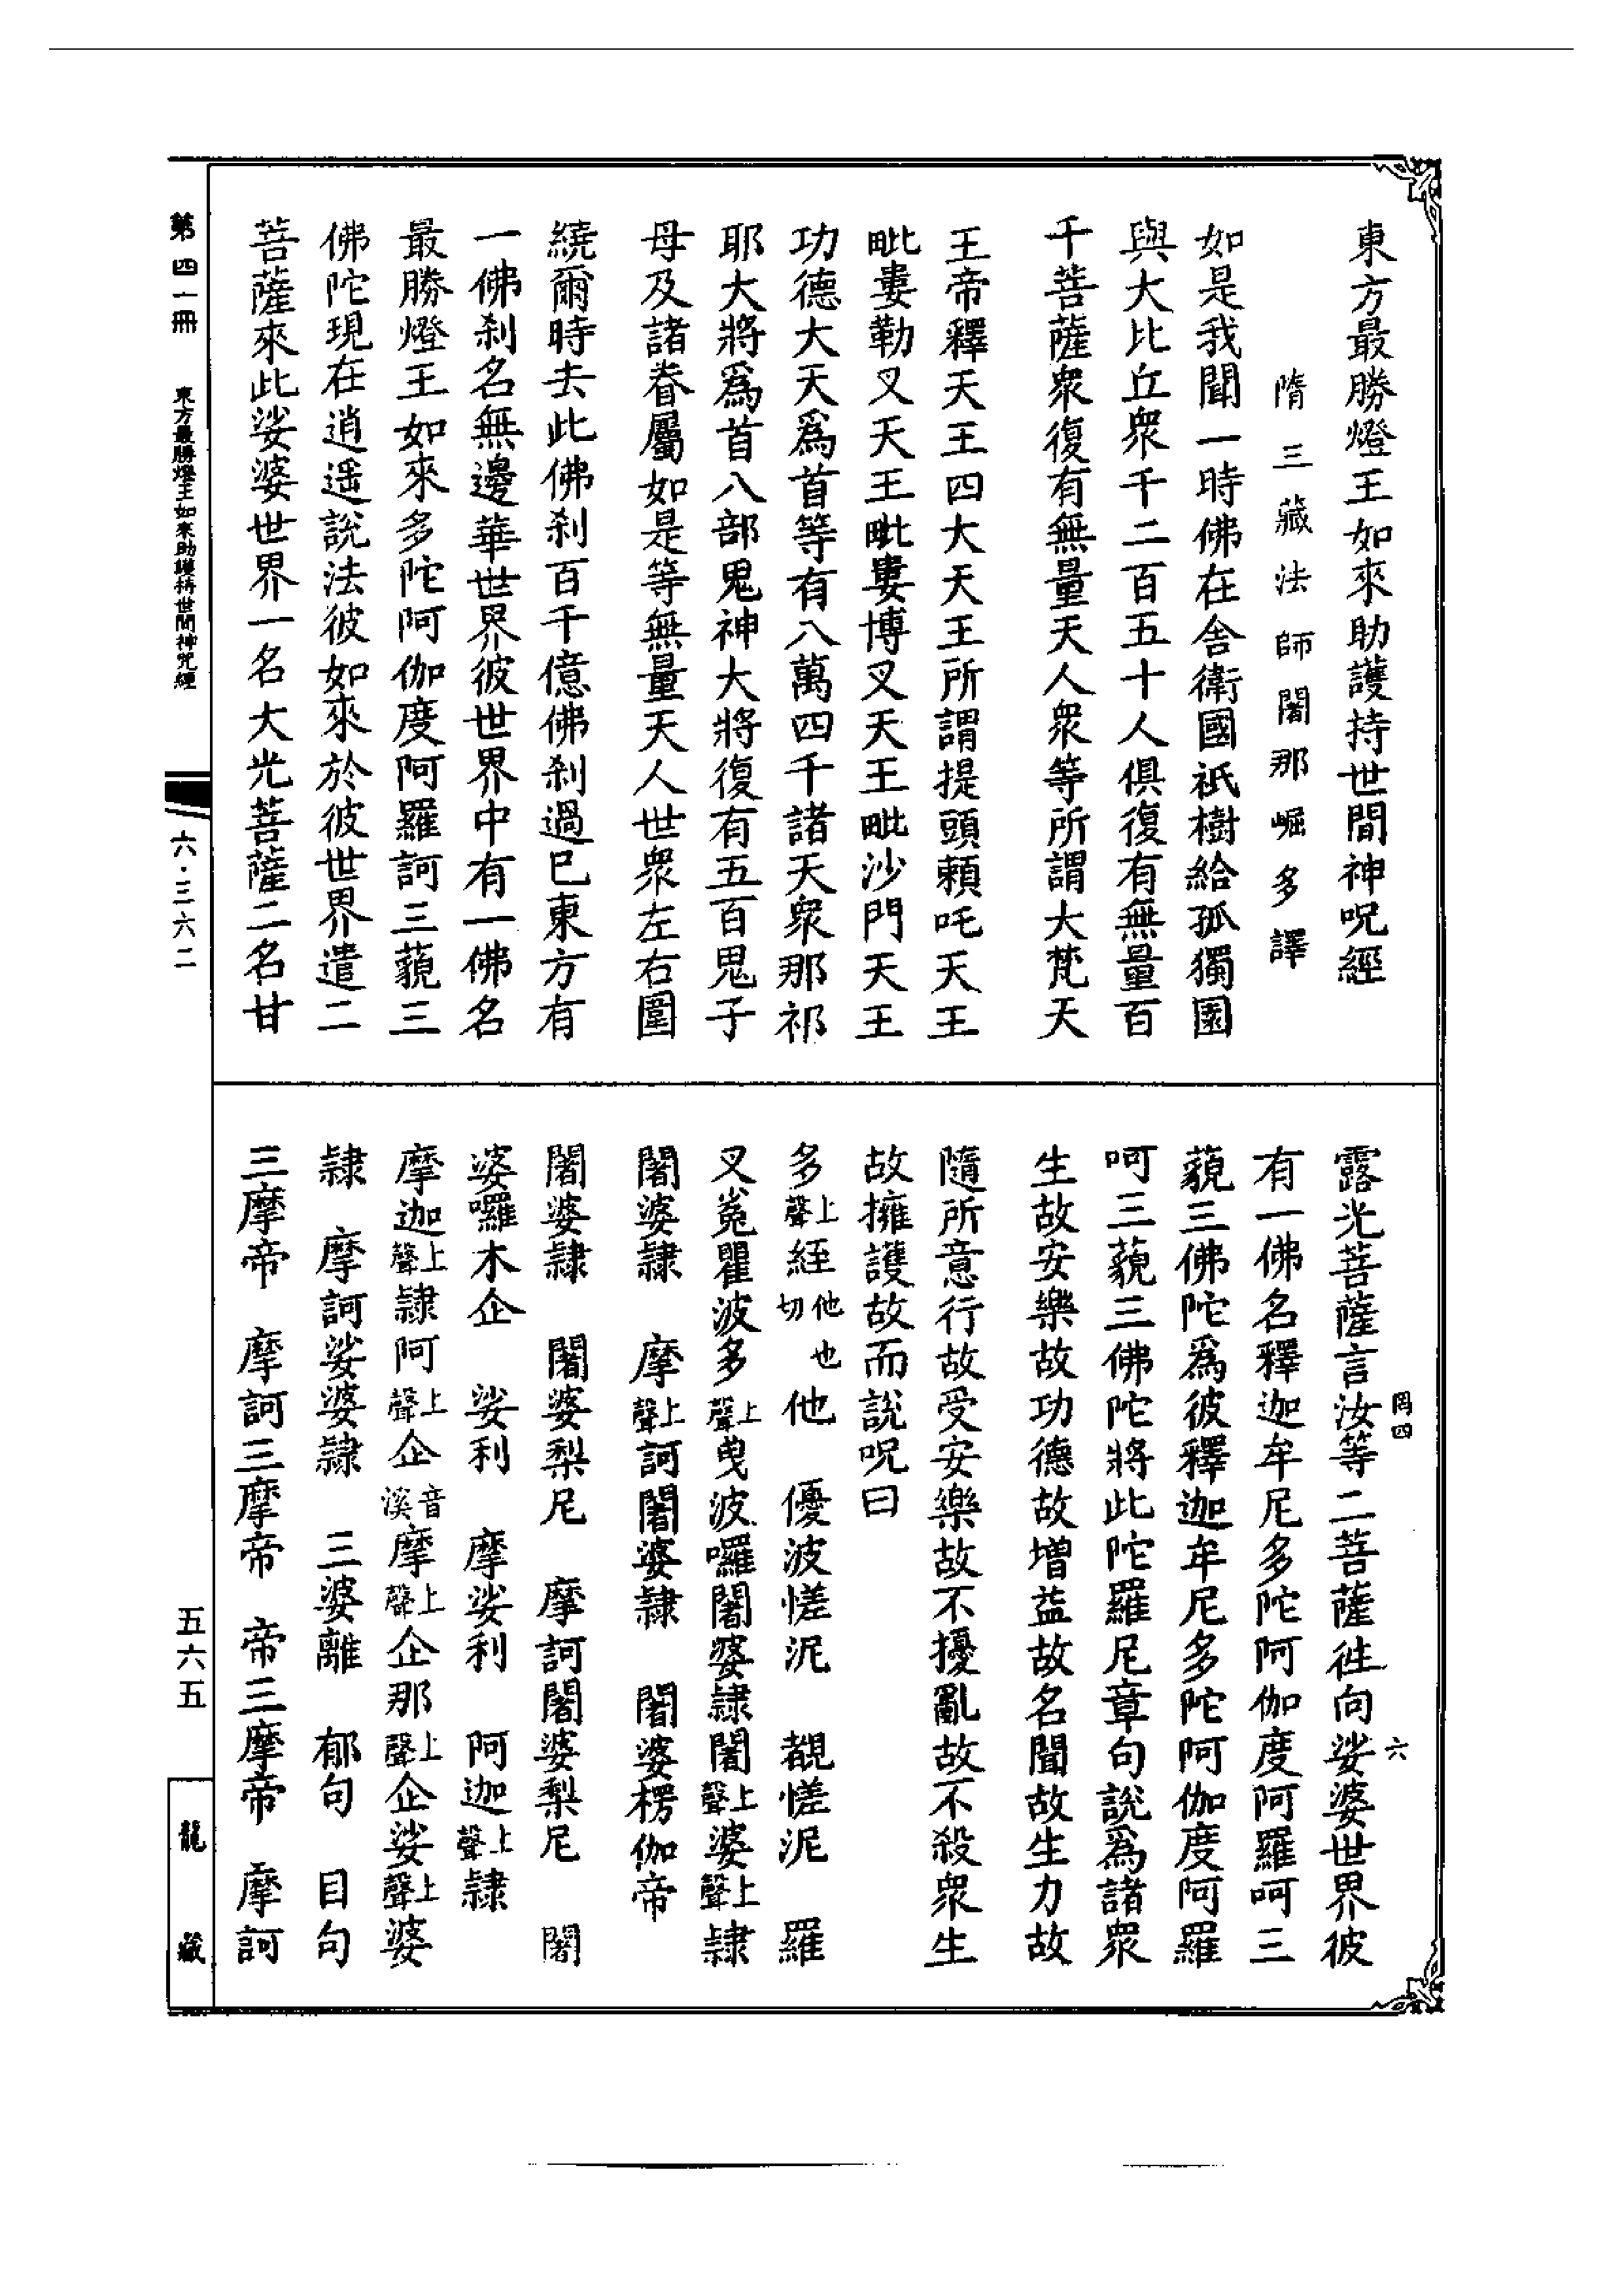 東方最勝燈王如來助護持世間神呪經
隋三藏法師闍那崛多譯
如是我聞一時佛在舍衛國祇樹給孤獨園
與大比丘衆千二百五十人俱復有無量百
千菩薩衆復有無量天人衆等所謂大梵天
王帝釋天王四大天王所謂提頭頼吒天王
毗婁勒叉天王毗婁博叉天王毗沙門天王
功德大天爲首等有八萬四千諸天衆那祁
耶大將爲首八部鬼神大將復有五百鬼子
母及諸眷屬如是等無量天人世衆左右圍
繞爾時去此佛刹百千億佛刹過已東方有
一佛刹名無邊華世界彼世界中有一佛名
最勝燈王如來多陀阿伽度阿羅訶三藐三
佛陀現在逍遥說法彼如來於彼世界遣二
菩薩來此娑婆世界一名大光菩薩二名甘
露光菩薩言汝等二菩薩徃向娑婆世界彼
有一佛名釋迦牟尼多陀阿伽度阿羅呵三
藐三佛陀爲彼釋迦牟尼多陀阿伽度阿羅
呵三藐三佛陀將此陀羅尼章句說爲諸衆
生故安樂故功德故增益故名聞故生力故
隨所意行故受安樂故不擾亂故不殺衆生
故擁護故而說呪曰
多上聲絰他也切他　優波㗂泥　覩㗂泥　羅
叉㝹瞿波多上聲曵波囉闍婆隷闍上聲婆上聲隷
闍婆隷　摩上聲訶闍婆隷　闍婆楞伽帝
闍婆隷　闍婆梨尼　摩訶闍婆梨尼　闍
婆囉木企　娑利　摩娑利　阿迦上聲隷
摩迦上聲隷阿上聲企音溪摩上聲企那上聲企娑上聲婆
隷　摩訶娑婆隷　三婆離　郁句　目句
三摩帝　摩訶三摩帝　帝三摩帝　摩訶
罔四
六
第四一冊　東方最勝燈王如來助護持世間神咒經
六·三六二
五六五
龍藏